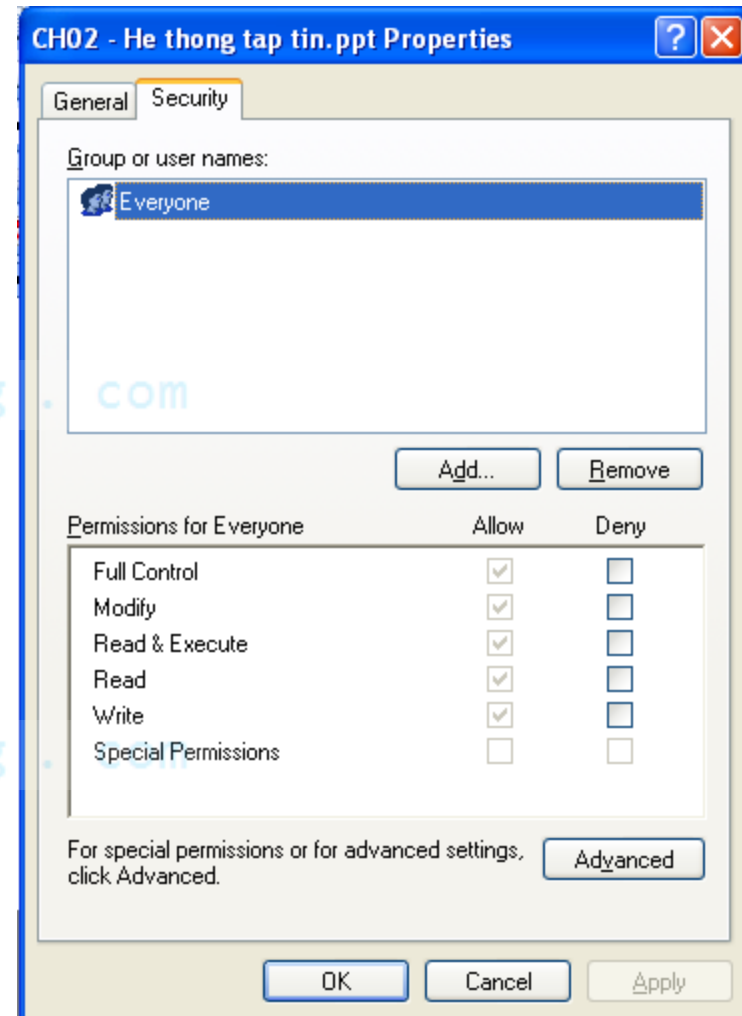 CH02 - He thong tap tin.ppt Properties
General Security
Group or user names:
Everyone
. com
Add... Remove
Permissions for Everyone Allow Deny
Full Control
Modify
Read & Execute
Read
Write
Special Permissions
. com
For special permissions or for advanced settings,
click Advanced.
Advanced
OK Cancel Apply